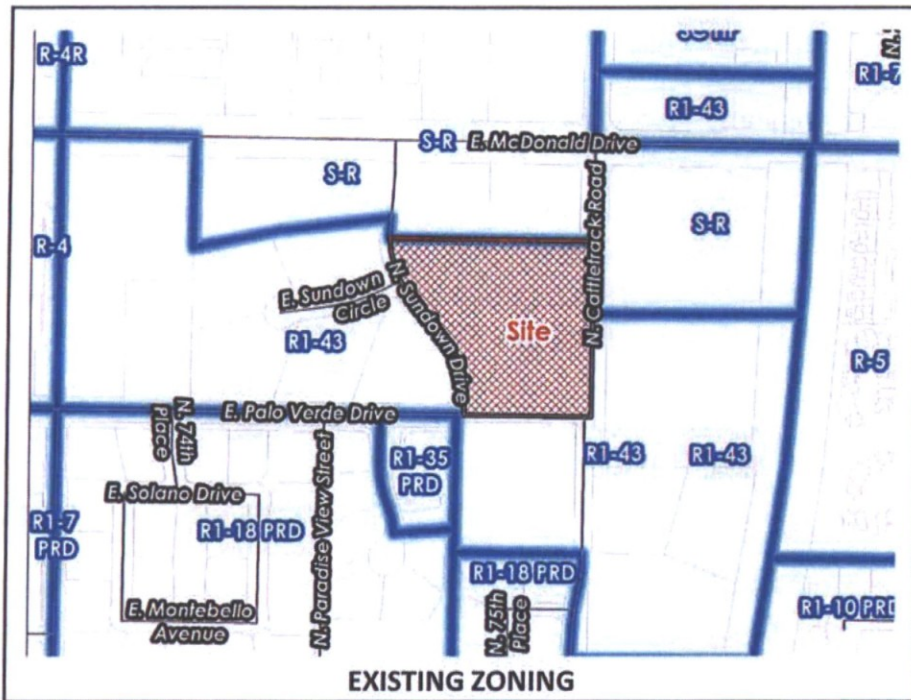 R-4R
R1-7
R1-43
S-R
E. McDonald Drive
S-R
N. Cattletrack Road
S-R
R-4
N. Sundown Drive
E. Sundown
Circle
Site
R1-43
R-5
E. Palo Verde Drive
N. 74th
Place
R1-35
PRD
R1-43
R1-43
E. Solano Drive
N. Paradise View Street
R1-7
PRD
R1-18 PRD
R1-18 PRD
N. 75th
Place
R1-10 PRD
E. Montebello
Avenue
EXISTING ZONING